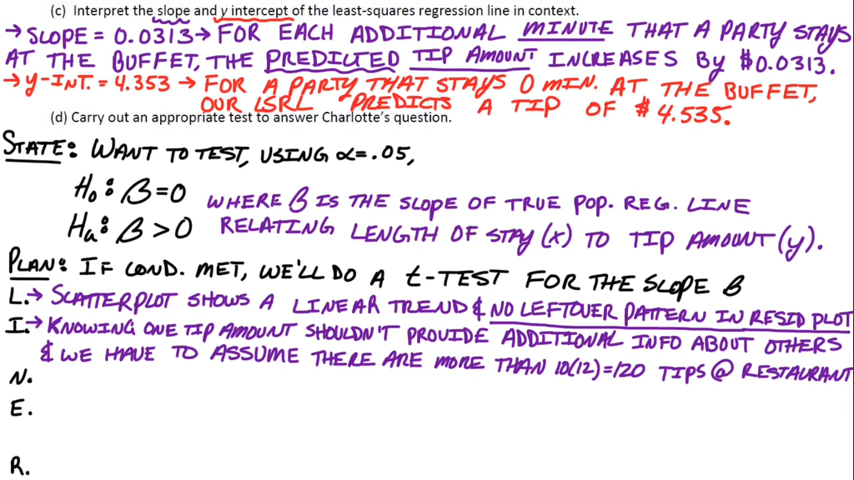 (c) Interpret the slope and y intercept of the least-squares regression line in context.
→ SLOPE = 0.0313 → FOR EACH ADDITIONAL MINUTE THAT A PARTY STAYS
AT THE BUFFET, THE PREDICTED TIP AMOUNT INCREASES BY $0.0313.
→ y-INT. = 4.353 → FOR A PARTY THAT STAYS 0 MIN. AT THE BUFFET,
OUR LSRL PREDICTS A TIP OF $4.535.
(d) Carry out an appropriate test to answer Charlotte's question.
STATE: WANT TO TEST, USING α=.05,
H₀: β=0 WHERE β IS THE SLOPE OF TRUE POP. REG. LINE
Hₐ: β>0 RELATING LENGTH OF STAY (x) TO TIP AMOUNT (y).
PLAN: IF COND. MET, WE'LL DO A t-TEST FOR THE SLOPE β
L. → SCATTERPLOT SHOWS A LINEAR TREND & NO LEFTOVER PATTERN IN RESID PLOT
I. → KNOWING ONE TIP AMOUNT SHOULDN'T PROVIDE ADDITIONAL INFO ABOUT OTHERS
& WE HAVE TO ASSUME THERE ARE MORE THAN 10(12)=120 TIPS @ RESTAURANT
N.
E.
R.